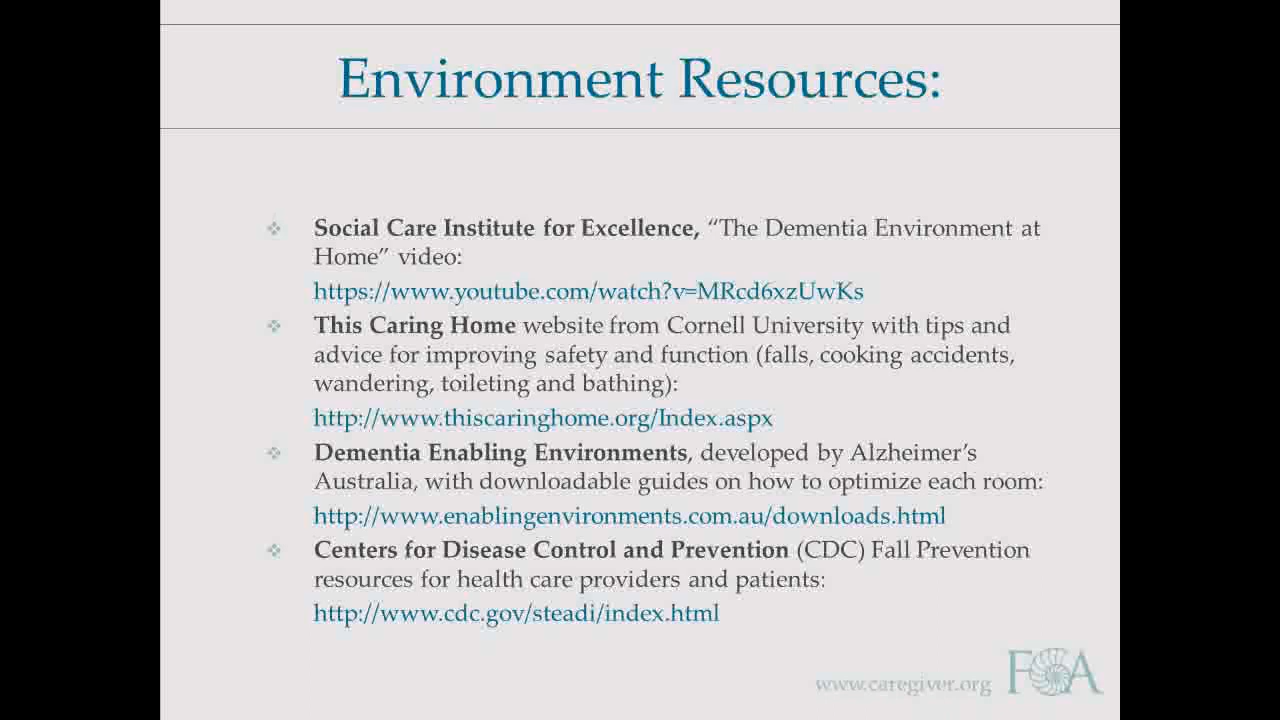 Environment Resources:
Social Care Institute for Excellence, “The Dementia Environment at
Home” video:
https://www.youtube.com/watch?v=MRcd6xzUwKs
This Caring Home website from Cornell University with tips and
advice for improving safety and function (falls, cooking accidents,
wandering, toileting and bathing):
http://www.thiscaringhome.org/Index.aspx
Dementia Enabling Environments, developed by Alzheimer’s
Australia, with downloadable guides on how to optimize each room:
http://www.enablingenvironments.com.au/downloads.html
Centers for Disease Control and Prevention (CDC) Fall Prevention
resources for health care providers and patients:
http://www.cdc.gov/steadi/index.html
www.caregiver.org FCA